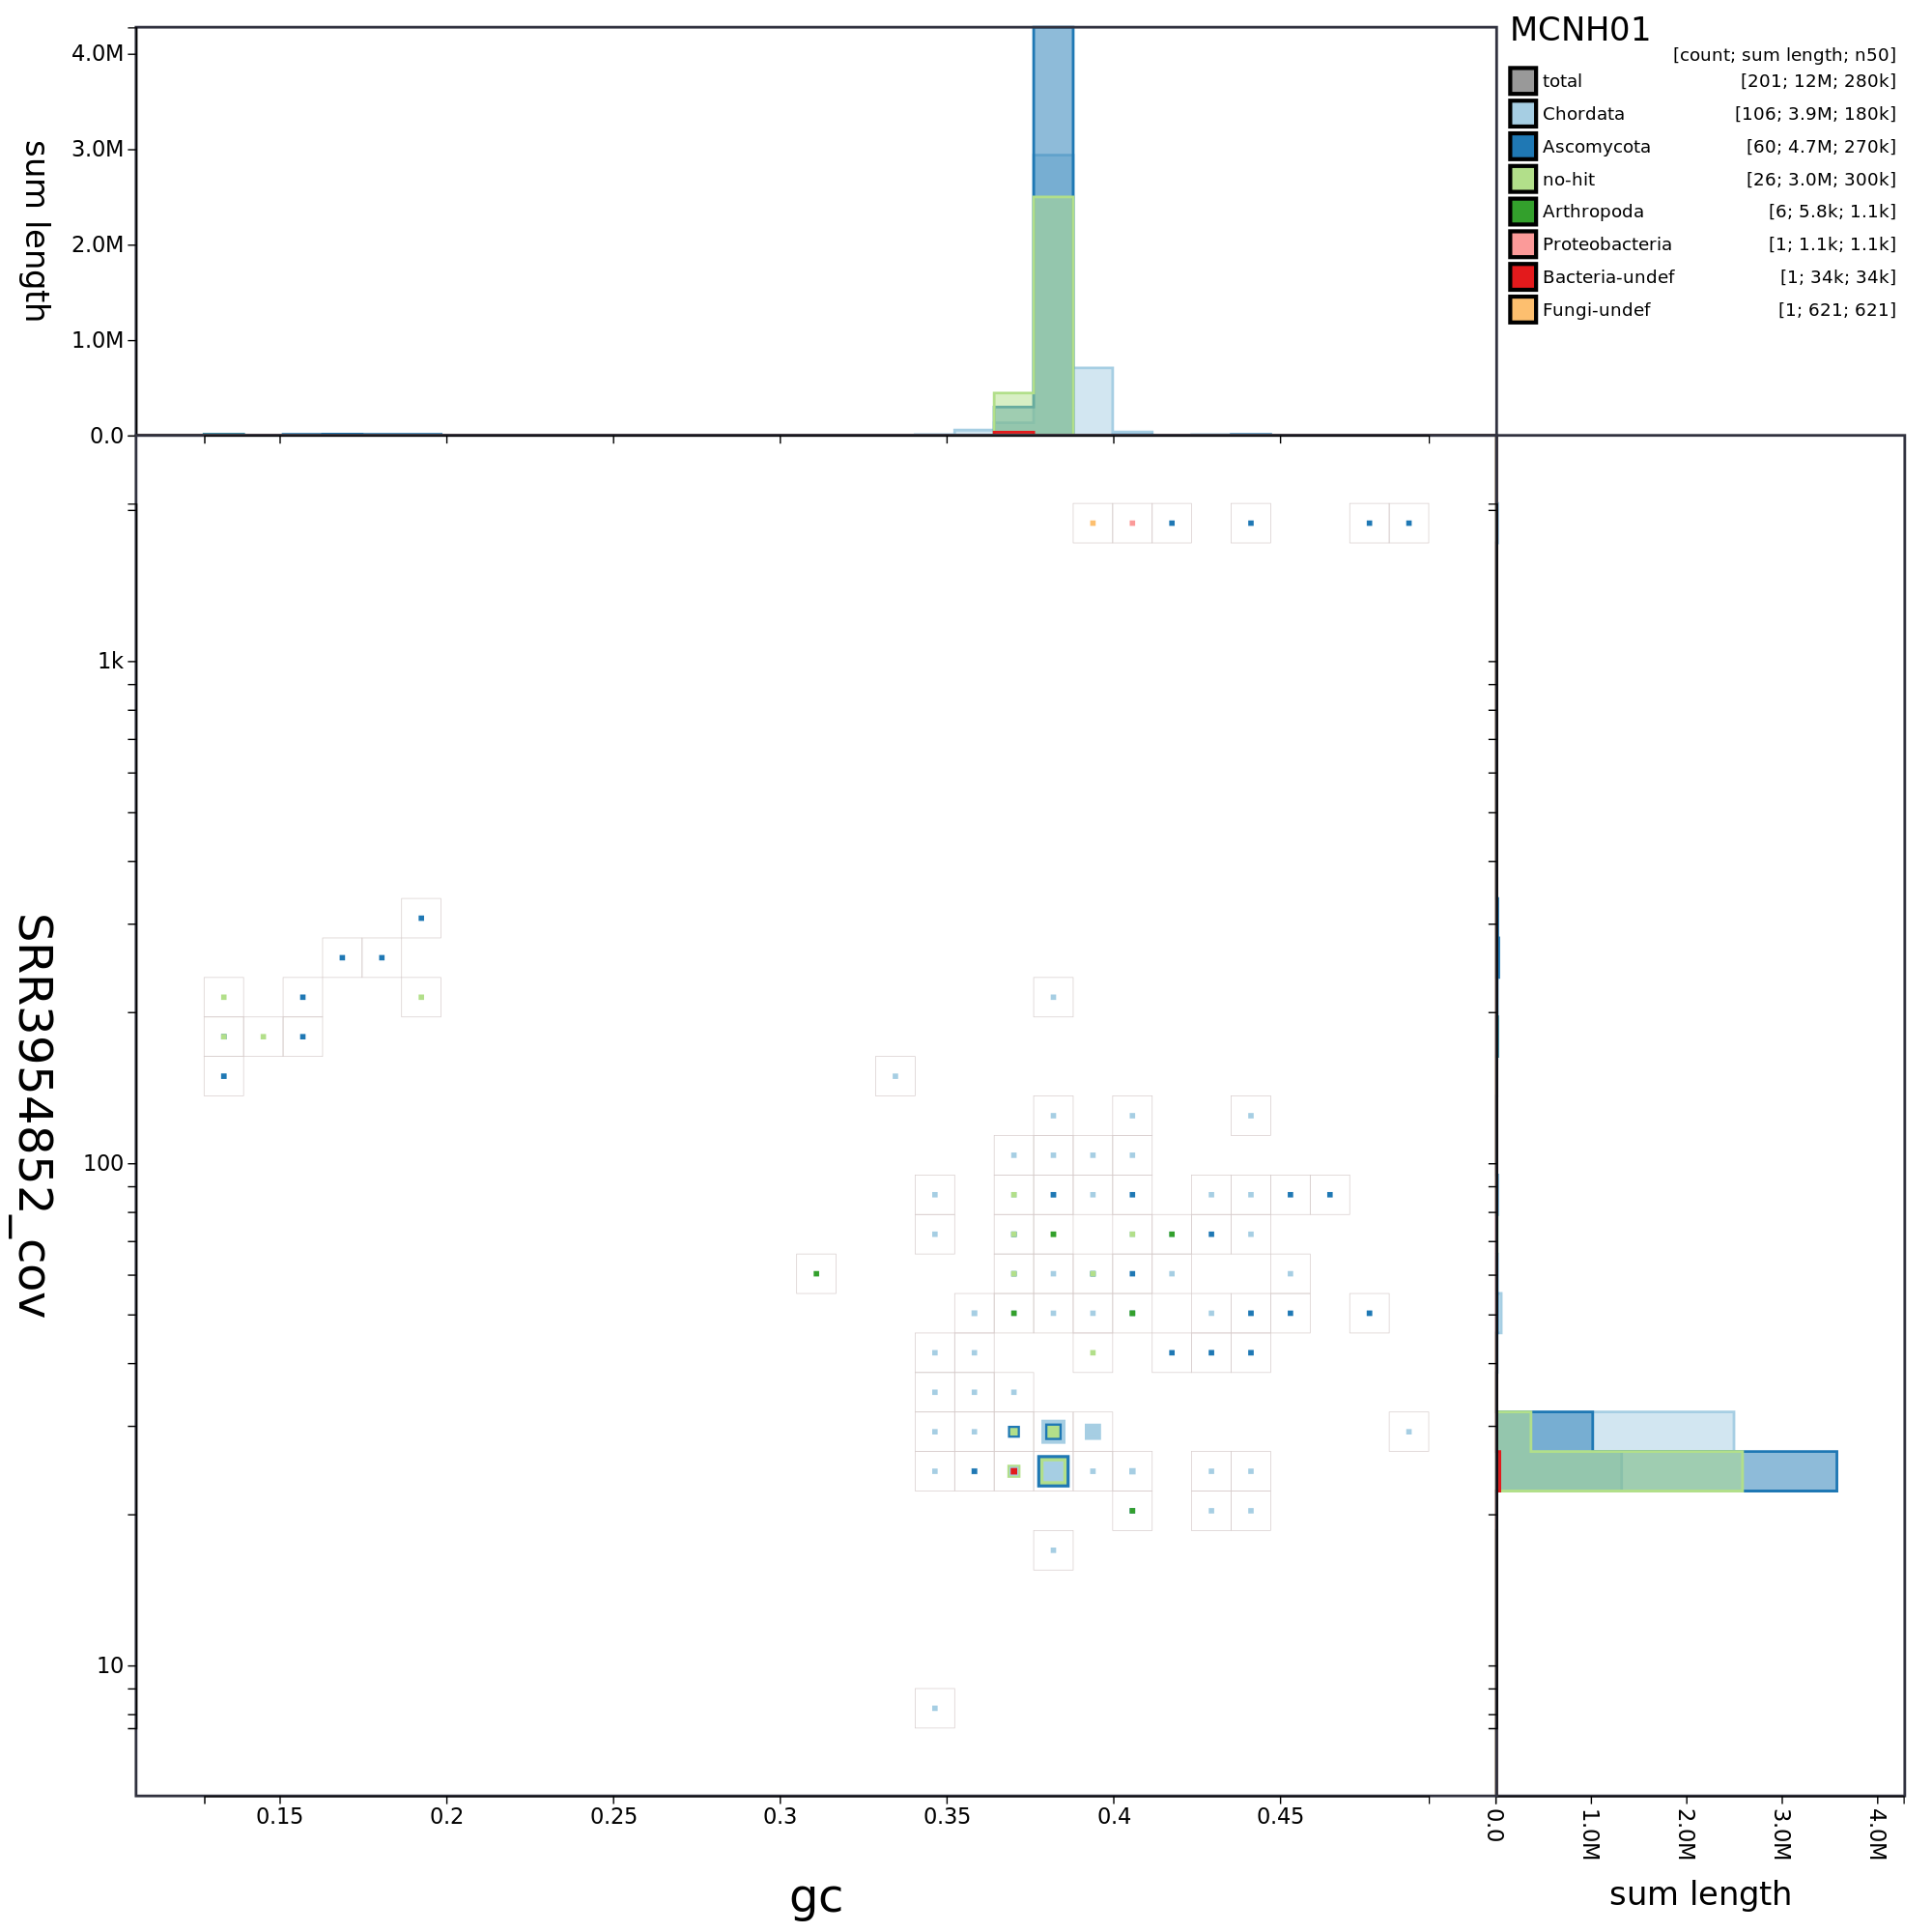 MCNH01
[count; sum length; n50]
total [201; 12M; 280k]
Chordata [106; 3.9M; 180k]
Ascomycota [60; 4.7M; 270k]
no-hit [26; 3.0M; 300k]
Arthropoda [6; 5.8k; 1.1k]
Proteobacteria [1; 1.1k; 1.1k]
Bacteria-undef [1; 34k; 34k]
Fungi-undef [1; 621; 621]
sum length
4.0M
3.0M
2.0M
1.0M
0.0
SRR3954852_cov
1k
100
10
0.15 0.2 0.25 0.3 0.35 0.4 0.45
gc
0.0 1.0M 2.0M 3.0M 4.0M
sum length